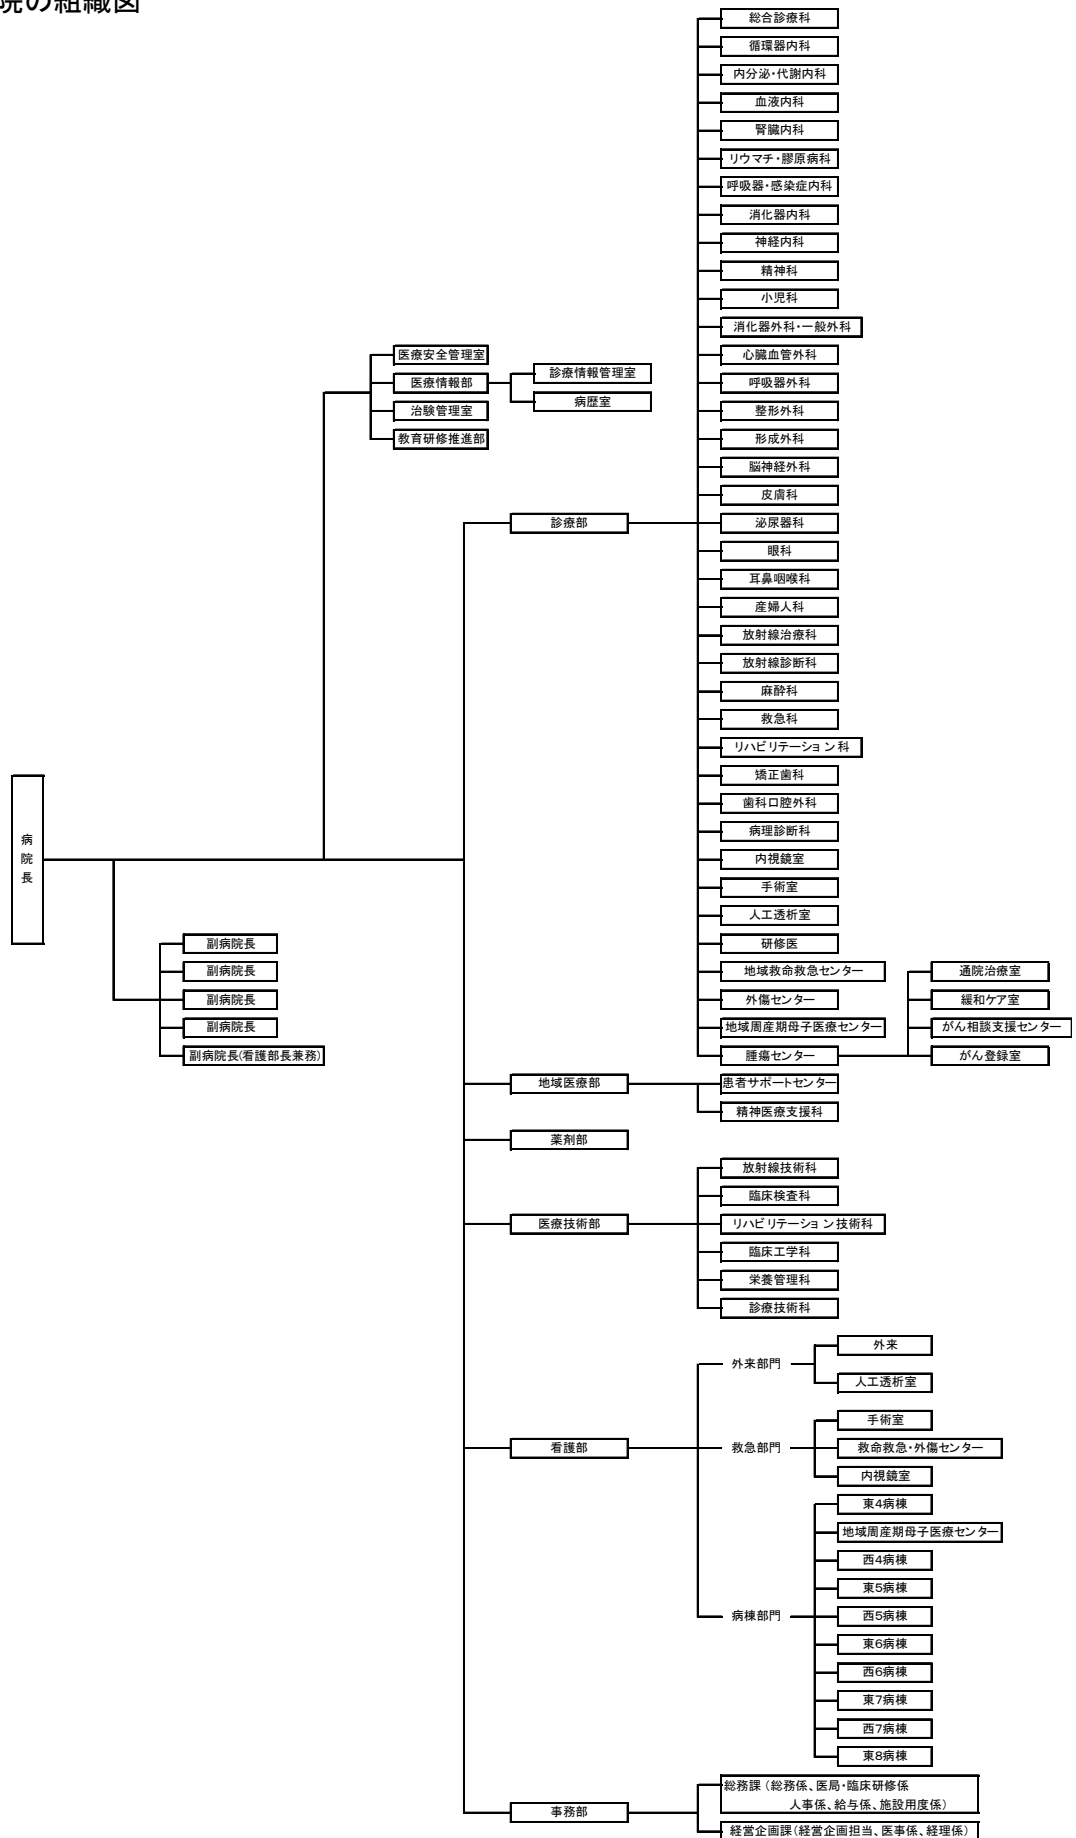 院の組織図
総合診療科
循環器内科
内分泌・代謝内科
血液内科
腎臓内科
リウマチ・膠原病科
呼吸器・感染症内科
消化器内科
神経内科
精神科
小児科
消化器外科・一般外科
医療安全管理室
心臓血管外科
医療情報部
診療情報管理室
呼吸器外科
治験管理室
病歴室
整形外科
教育研修推進部
形成外科
脳神経外科
皮膚科
診療部
泌尿器科
眼科
耳鼻咽喉科
産婦人科
放射線治療科
放射線診断科
麻酔科
救急科
リハビリテーション科
矯正歯科
歯科口腔外科
病理診断科
病院長
内視鏡室
手術室
人工透析室
副病院長
研修医
副病院長
地域救命救急センター
通院治療室
副病院長
外傷センター
緩和ケア室
副病院長
地域周産期母子医療センター
がん相談支援センター
副病院長(看護部長兼務)
腫瘍センター
がん登録室
地域医療部
患者サポートセンター
精神医療支援科
薬剤部
放射線技術科
臨床検査科
医療技術部
リハビリテーション技術科
臨床工学科
栄養管理科
診療技術科
外来部門
外来
人工透析室
手術室
看護部
救急部門
救命救急・外傷センター
内視鏡室
東4病棟
地域周産期母子医療センター
西4病棟
東5病棟
病棟部門
西5病棟
東6病棟
西6病棟
東7病棟
西7病棟
東8病棟
事務部
総務課（総務係、医局・臨床研修係
人事係、給与係、施設用度係）
経営企画課（経営企画担当、医事係、経理係）